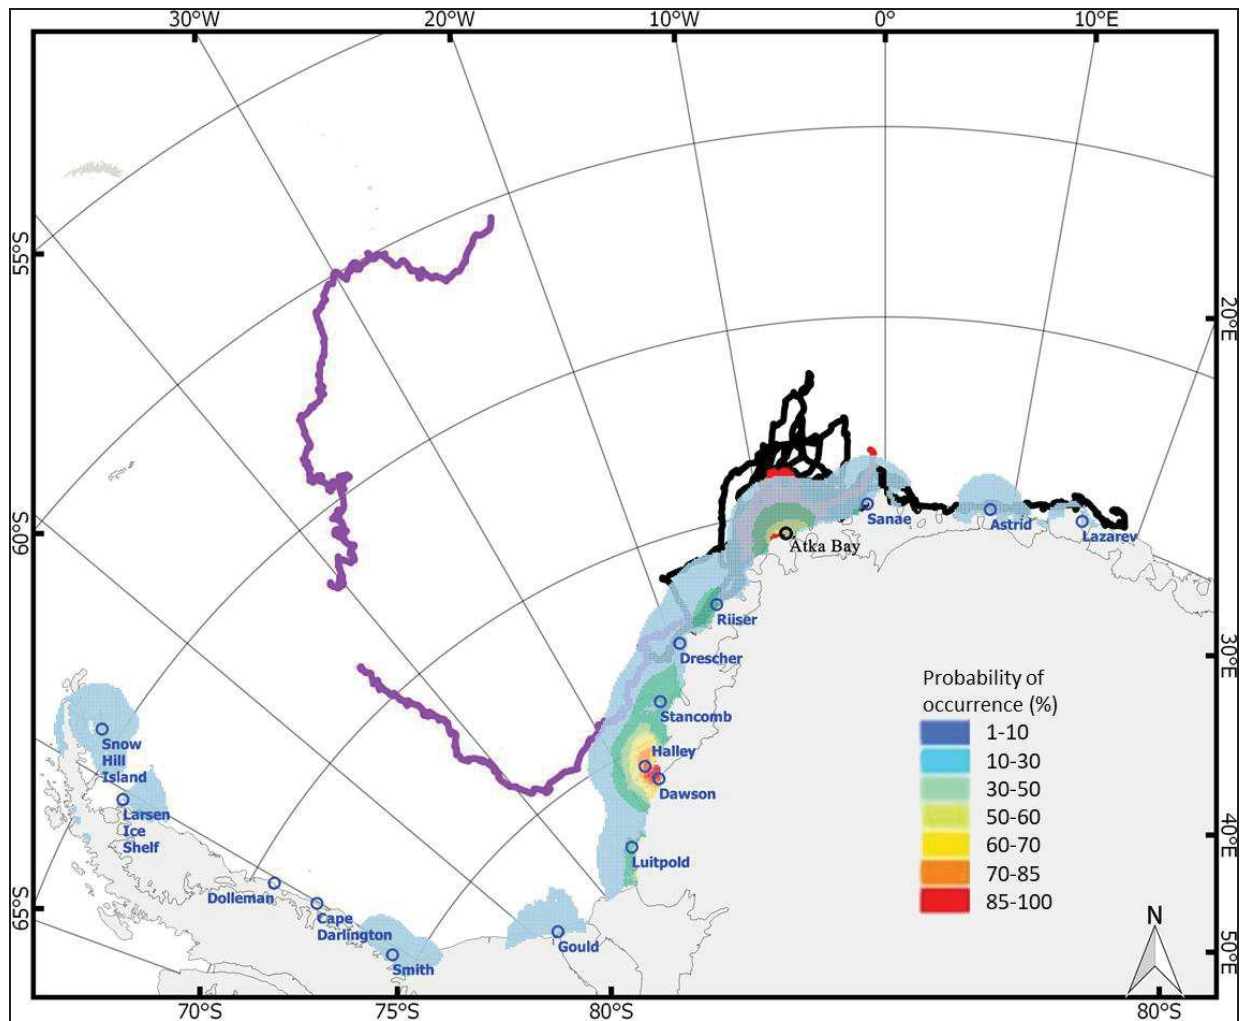 30°W
20°W
10°W
0°
10°E
55°S
60°S
65°S
20°E
30°E
40°E
50°E
Sanae
Astrid
Lazarev
Atka Bay
Riiser
Drescher
Stancomb
Halley
Dawson
Luitpold
Snow
Hill
Island
Larsen
Ice
Shelf
Dolleman
Cape
Darlington
Smith
Gould
Probability of
occurrence (%)
1-10
10-30
30-50
50-60
60-70
70-85
85-100
N
70°S
75°S
80°S
80°S